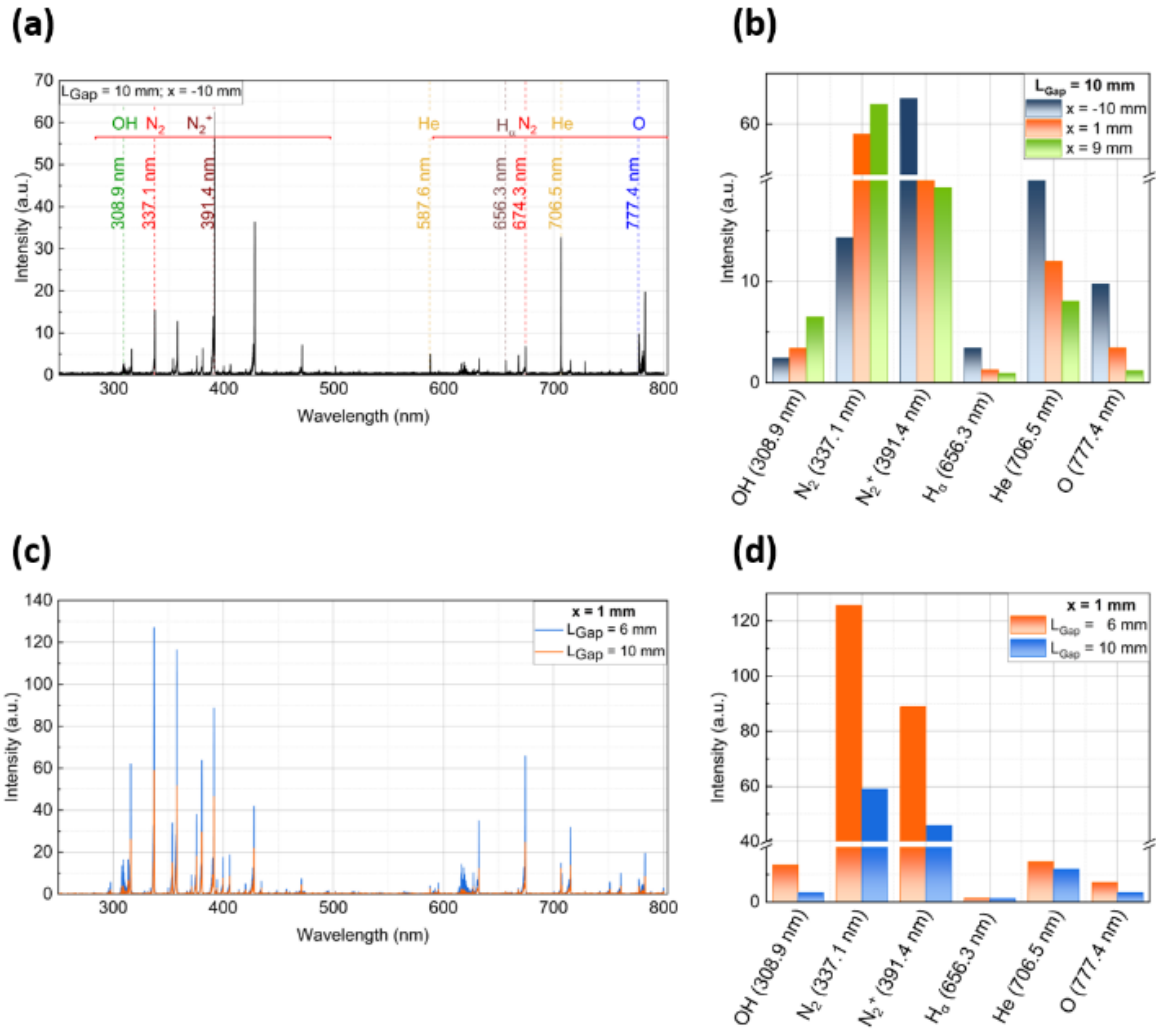 (a)
70
60
50
40
30
20
10
0
Intensity (a.u.)
L_Gap = 10 mm; x = -10 mm
OH N₂ N₂⁺ He Hα N₂ He O
308.9 nm
337.1 nm
391.4 nm
587.6 nm
656.3 nm
674.3 nm
706.5 nm
777.4 nm
300 400 500 600 700 800
Wavelength (nm)
(b)
60
10
0
Intensity (a.u.)
L_Gap = 10 mm
x = -10 mm
x = 1 mm
x = 9 mm
OH (308.9 nm)
N₂ (337.1 nm)
N₂⁺ (391.4 nm)
Hα (656.3 nm)
He (706.5 nm)
O (777.4 nm)
(c)
140
120
100
80
60
40
20
0
Intensity (a.u.)
x = 1 mm
L_Gap = 6 mm
L_Gap = 10 mm
300 400 500 600 700 800
Wavelength (nm)
(d)
120
100
80
60
40
0
Intensity (a.u.)
x = 1 mm
L_Gap = 6 mm
L_Gap = 10 mm
OH (308.9 nm)
N₂ (337.1 nm)
N₂⁺ (391.4 nm)
Hα (656.3 nm)
He (706.5 nm)
O (777.4 nm)